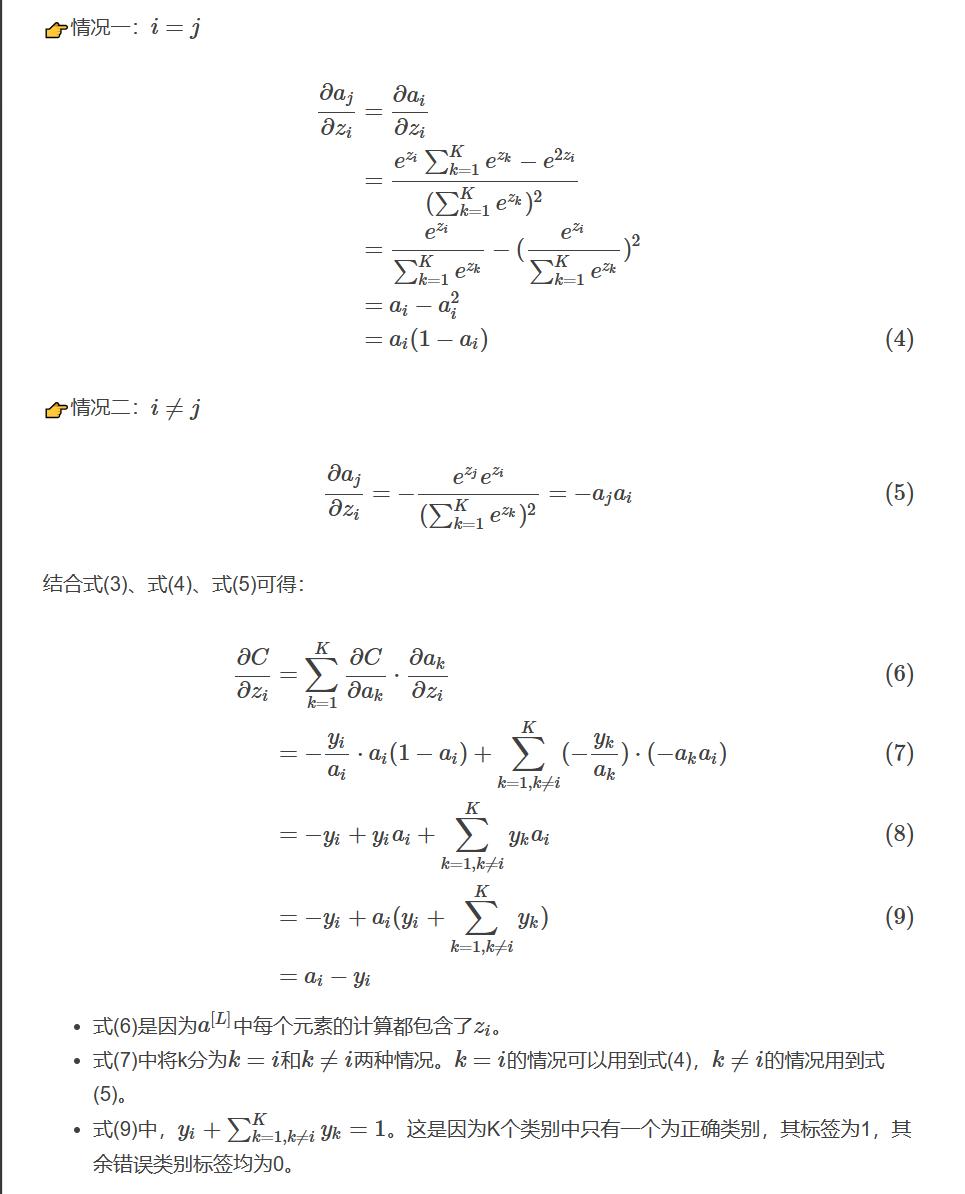 👉情况一：$i = j$
$\frac{\partial a_j}{\partial z_i} = \frac{\partial a_i}{\partial z_i}$
$= \frac{e^{z_i} \sum_{k=1}^{K} e^{z_k} - e^{2z_i}}{(\sum_{k=1}^{K} e^{z_k})^2}$
$= \frac{e^{z_i}}{\sum_{k=1}^{K} e^{z_k}} - (\frac{e^{z_i}}{\sum_{k=1}^{K} e^{z_k}})^2$
$= a_i - a_i^2$
$= a_i(1 - a_i)$ (4)
👉情况二：$i \neq j$
$\frac{\partial a_j}{\partial z_i} = -\frac{e^{z_j} e^{z_i}}{(\sum_{k=1}^{K} e^{z_k})^2} = -a_j a_i$ (5)
结合式(3)、式(4)、式(5)可得：
$\frac{\partial C}{\partial z_i} = \sum_{k=1}^{K} \frac{\partial C}{\partial a_k} \cdot \frac{\partial a_k}{\partial z_i}$ (6)
$= -\frac{y_i}{a_i} \cdot a_i(1 - a_i) + \sum_{k=1,k\neq i}^{K} (-\frac{y_k}{a_k}) \cdot (-a_k a_i)$ (7)
$= -y_i + y_i a_i + \sum_{k=1,k\neq i}^{K} y_k a_i$ (8)
$= -y_i + a_i(y_i + \sum_{k=1,k\neq i}^{K} y_k)$ (9)
$= a_i - y_i$
• 式(6)是因为$a^{[L]}$中每个元素的计算都包含了$z_i$。
• 式(7)中将k分为$k = i$和$k \neq i$两种情况。$k = i$的情况可以用到式(4)，$k \neq i$的情况用到式
(5)。
• 式(9)中，$y_i + \sum_{k=1,k\neq i}^{K} y_k = 1$。这是因为K个类别中只有一个为正确类别，其标签为1，其
余错误类别标签均为0。